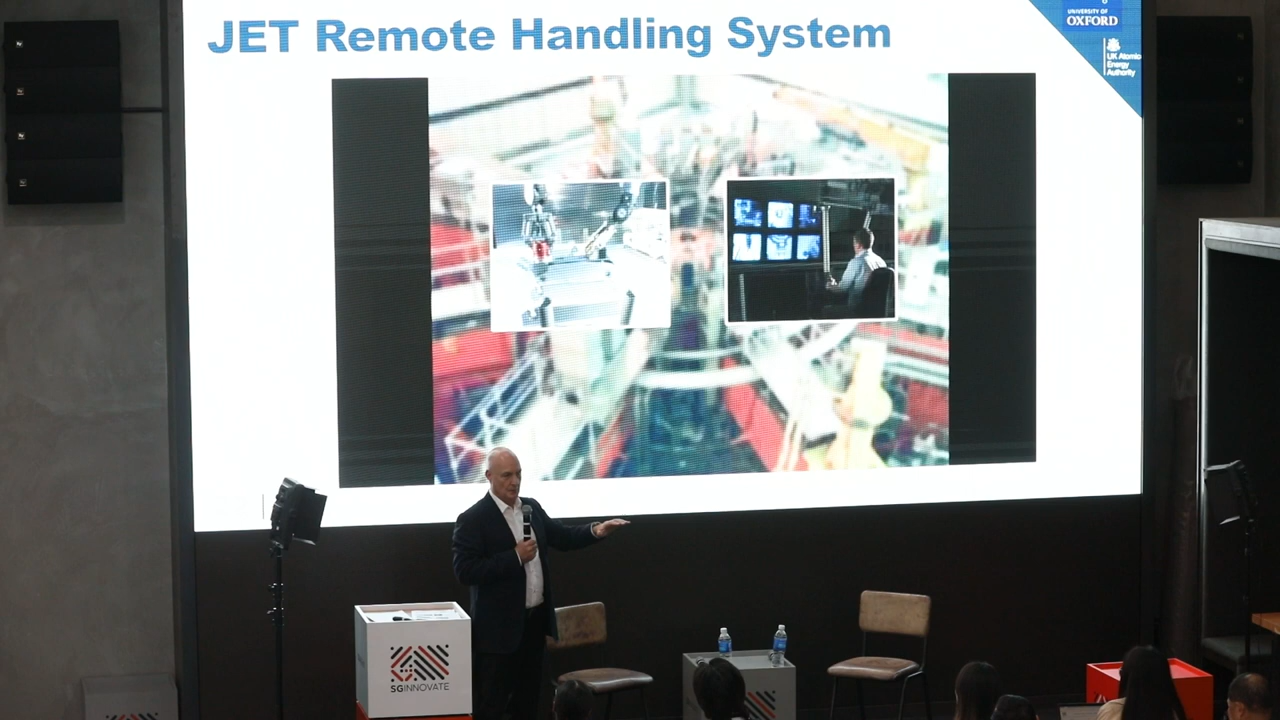 JET Remote Handling System
UNIVERSITY OF
OXFORD
UK Atomic
Energy
Authority
SGINNOVATE